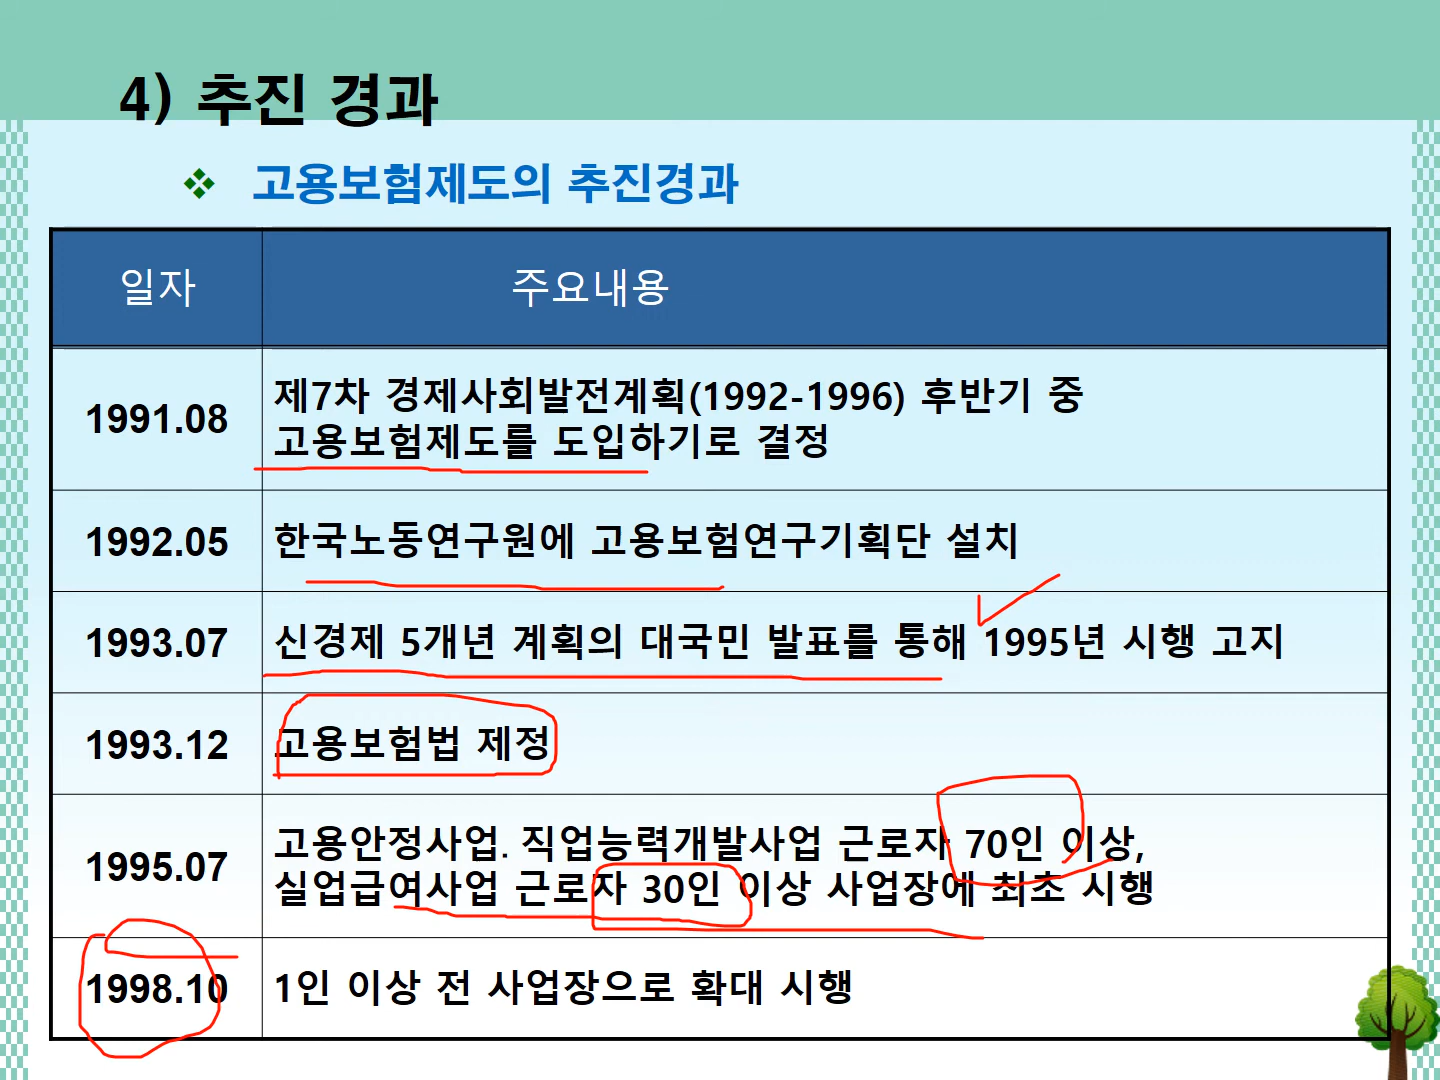 4) 추진 경과
고용보험제도의 추진경과
일자 주요내용
1991.08 제7차 경제사회발전계획(1992-1996) 후반기 중
고용보험제도를 도입하기로 결정
1992.05 한국노동연구원에 고용보험연구기획단 설치
1993.07 신경제 5개년 계획의 대국민 발표를 통해 1995년 시행 고지
1993.12 고용보험법 제정
1995.07 고용안정사업. 직업능력개발사업 근로자 70인 이상,
실업급여사업 근로자 30인 이상 사업장에 최초 시행
1998.10 1인 이상 전 사업장으로 확대 시행